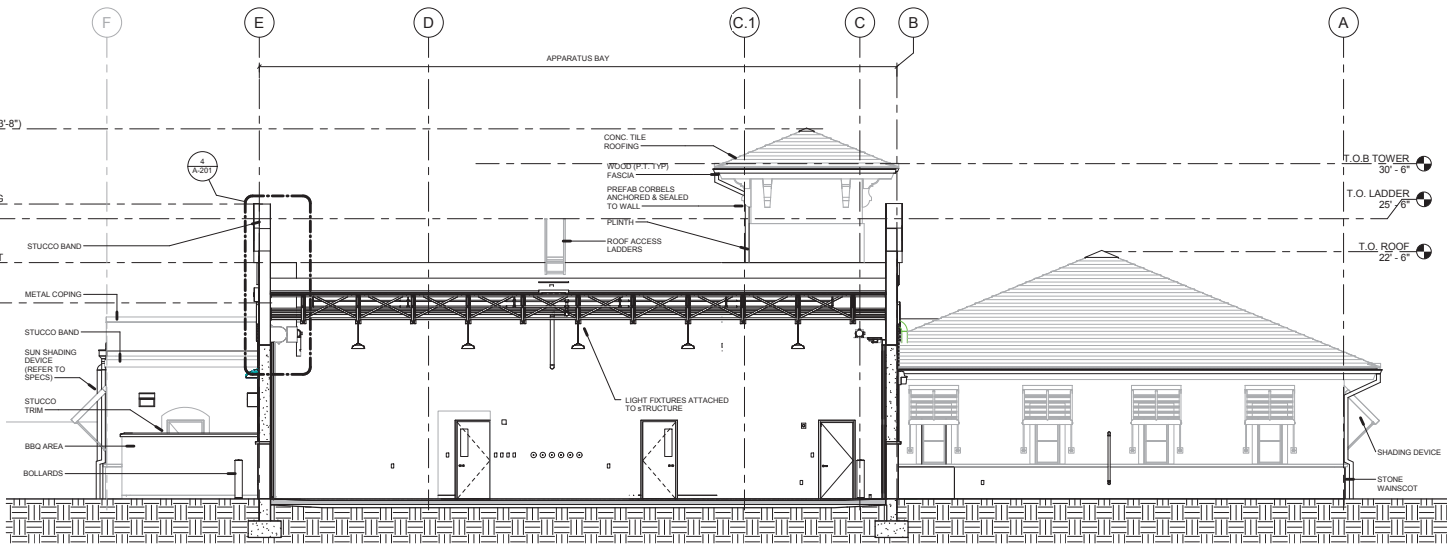 F
E
D
C.1
C
B
A
APPARATUS BAY
3'-8")
CONC. TILE
ROOFING
WOOD (P.T. TYP)
FASCIA
PREFAB CORBELS
ANCHORED & SEALED
TO WALL
PLINTH
ROOF ACCESS
LADDERS
T.O.B TOWER
30' - 6"
T.O. LADDER
25' - 6"
T.O. ROOF
22' - 6"
4
A-201
G
T
STUCCO BAND
METAL COPING
STUCCO BAND
SUN SHADING
DEVICE
(REFER TO
SPECS)
STUCCO
TRIM
BBQ AREA
BOLLARDS
LIGHT FIXTURES ATTACHED
TO sTRUCTURE
SHADING DEVICE
STONE
WAINSCOT